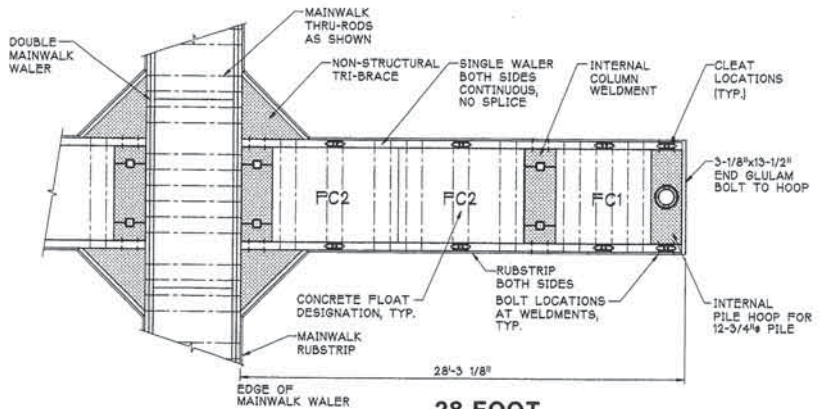 MAINWALK
THRU-RODS
AS SHOWN
DOUBLE
MAINWALK
WALER
NON-STRUCTURAL
TRI-BRACE
SINGLE WALER
BOTH SIDES
CONTINUOUS,
NO SPLICE
INTERNAL
COLUMN
WELDMENT
CLEAT
LOCATIONS
(TYP.)
3-1/8"x13-1/2"
END GLULAM
BOLT TO HOOP
FC2
FC2
FC1
CONCRETE FLOAT
DESIGNATION, TYP.
RUBSTRIP
BOTH SIDES
BOLT LOCATIONS
AT WELDMENTS,
TYP.
INTERNAL
PILE HOOP FOR
12-3/4"ø PILE
MAINWALK
RUBSTRIP
28'-3 1/8"
EDGE OF
MAINWALK WALER
28 FOOT